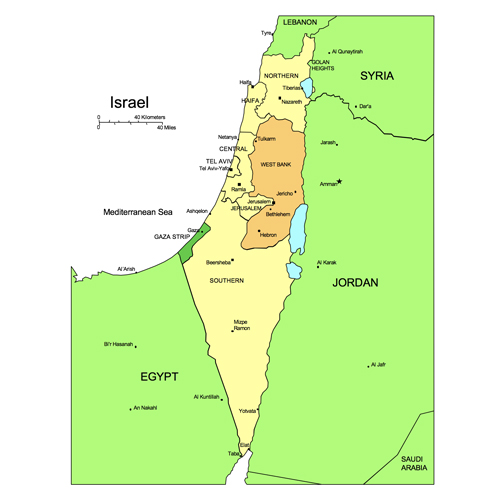 LEBANON
Tyre
Al Qunaytirah
GOLAN
HEIGHTS
NORTHERN
SYRIA
Haifa
Tiberias
HAIFA
Nazareth
Israel
Dar'a
0 40 Kilometers
0 40 Miles
Netanya
Tulkarm
Jarash
CENTRAL
TEL AVIV
Tel Aviv-Yafo
WEST BANK
Amman
Ramla
Jericho
Jerusalem
JERUSALEM
Mediterranean Sea
Ashqelon
Bethlehem
Gaza
GAZA STRIP
Hebron
Al'Arish
Beersheba
Al Karak
SOUTHERN
JORDAN
Mizpe
Ramon
Bi'r Hasanah
EGYPT
Al Jafr
Al Kuntillah
An Nakahl
Yotvata
Elat
Taba
SAUDI
ARABIA